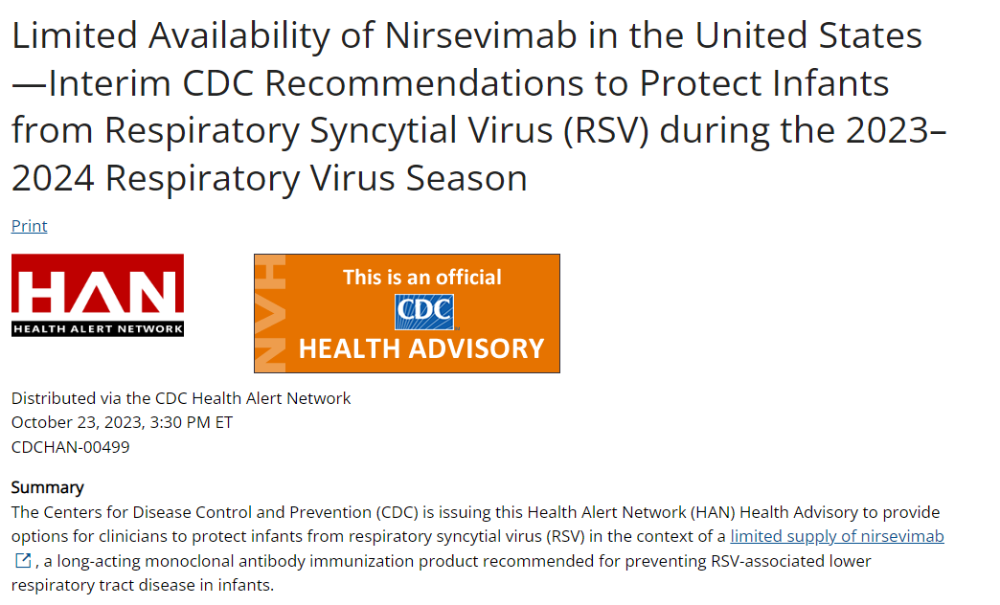 Limited Availability of Nirsevimab in the United States
—Interim CDC Recommendations to Protect Infants
from Respiratory Syncytial Virus (RSV) during the 2023–
2024 Respiratory Virus Season
Print
HAN
HEALTH ALERT NETWORK
HAN
This is an official
CDC
HEALTH ADVISORY
Distributed via the CDC Health Alert Network
October 23, 2023, 3:30 PM ET
CDCHAN-00499
Summary
The Centers for Disease Control and Prevention (CDC) is issuing this Health Alert Network (HAN) Health Advisory to provide
options for clinicians to protect infants from respiratory syncytial virus (RSV) in the context of a limited supply of nirsevimab
, a long-acting monoclonal antibody immunization product recommended for preventing RSV-associated lower
respiratory tract disease in infants.